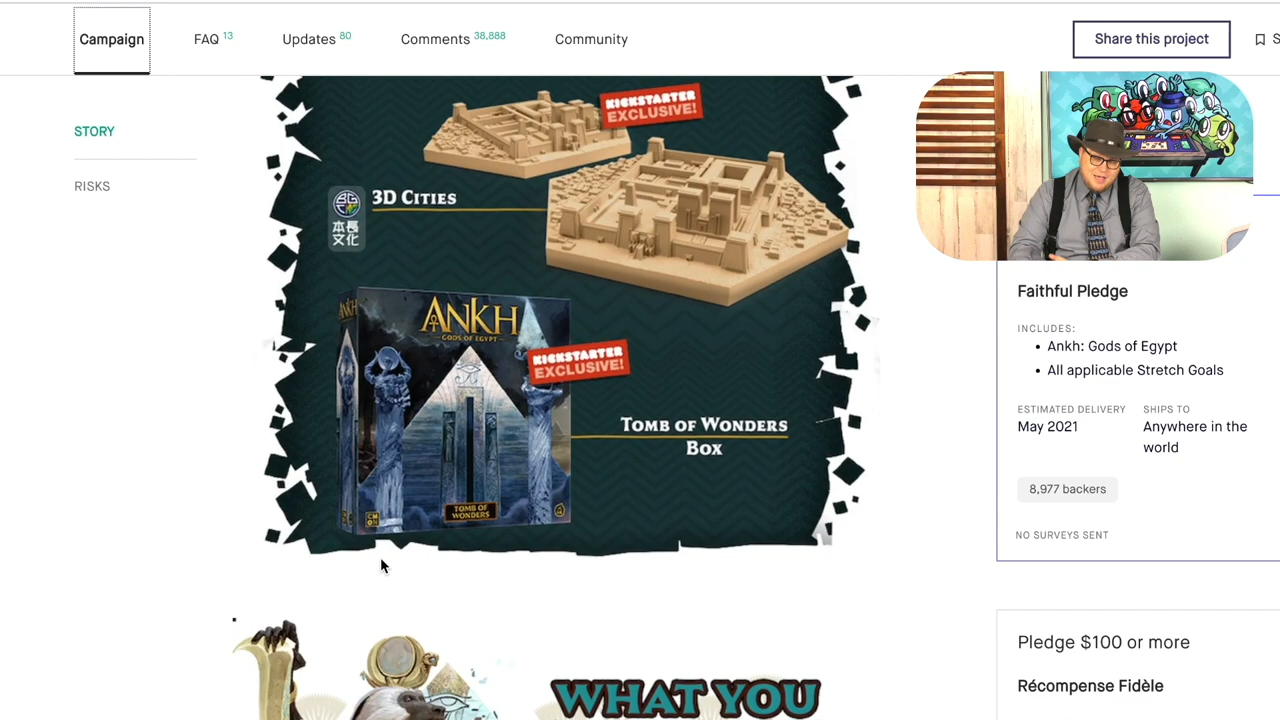 Campaign
FAQ 13
Updates 80
Comments 38,888
Community
Share this project
S
STORY
RISKS
KICKSTARTER
EXCLUSIVE!
3D CITIES
本長
文化
ANKH
GODS OF EGYPT
KICKSTARTER
EXCLUSIVE!
TOMB OF WONDERS
BOX
TOMB OF
WONDERS
CM
ON
WHAT YOU
Faithful Pledge
INCLUDES:
• Ankh: Gods of Egypt
• All applicable Stretch Goals
ESTIMATED DELIVERY
May 2021
SHIPS TO
Anywhere in the
world
8,977 backers
NO SURVEYS SENT
Pledge $100 or more
Récompense Fidèle